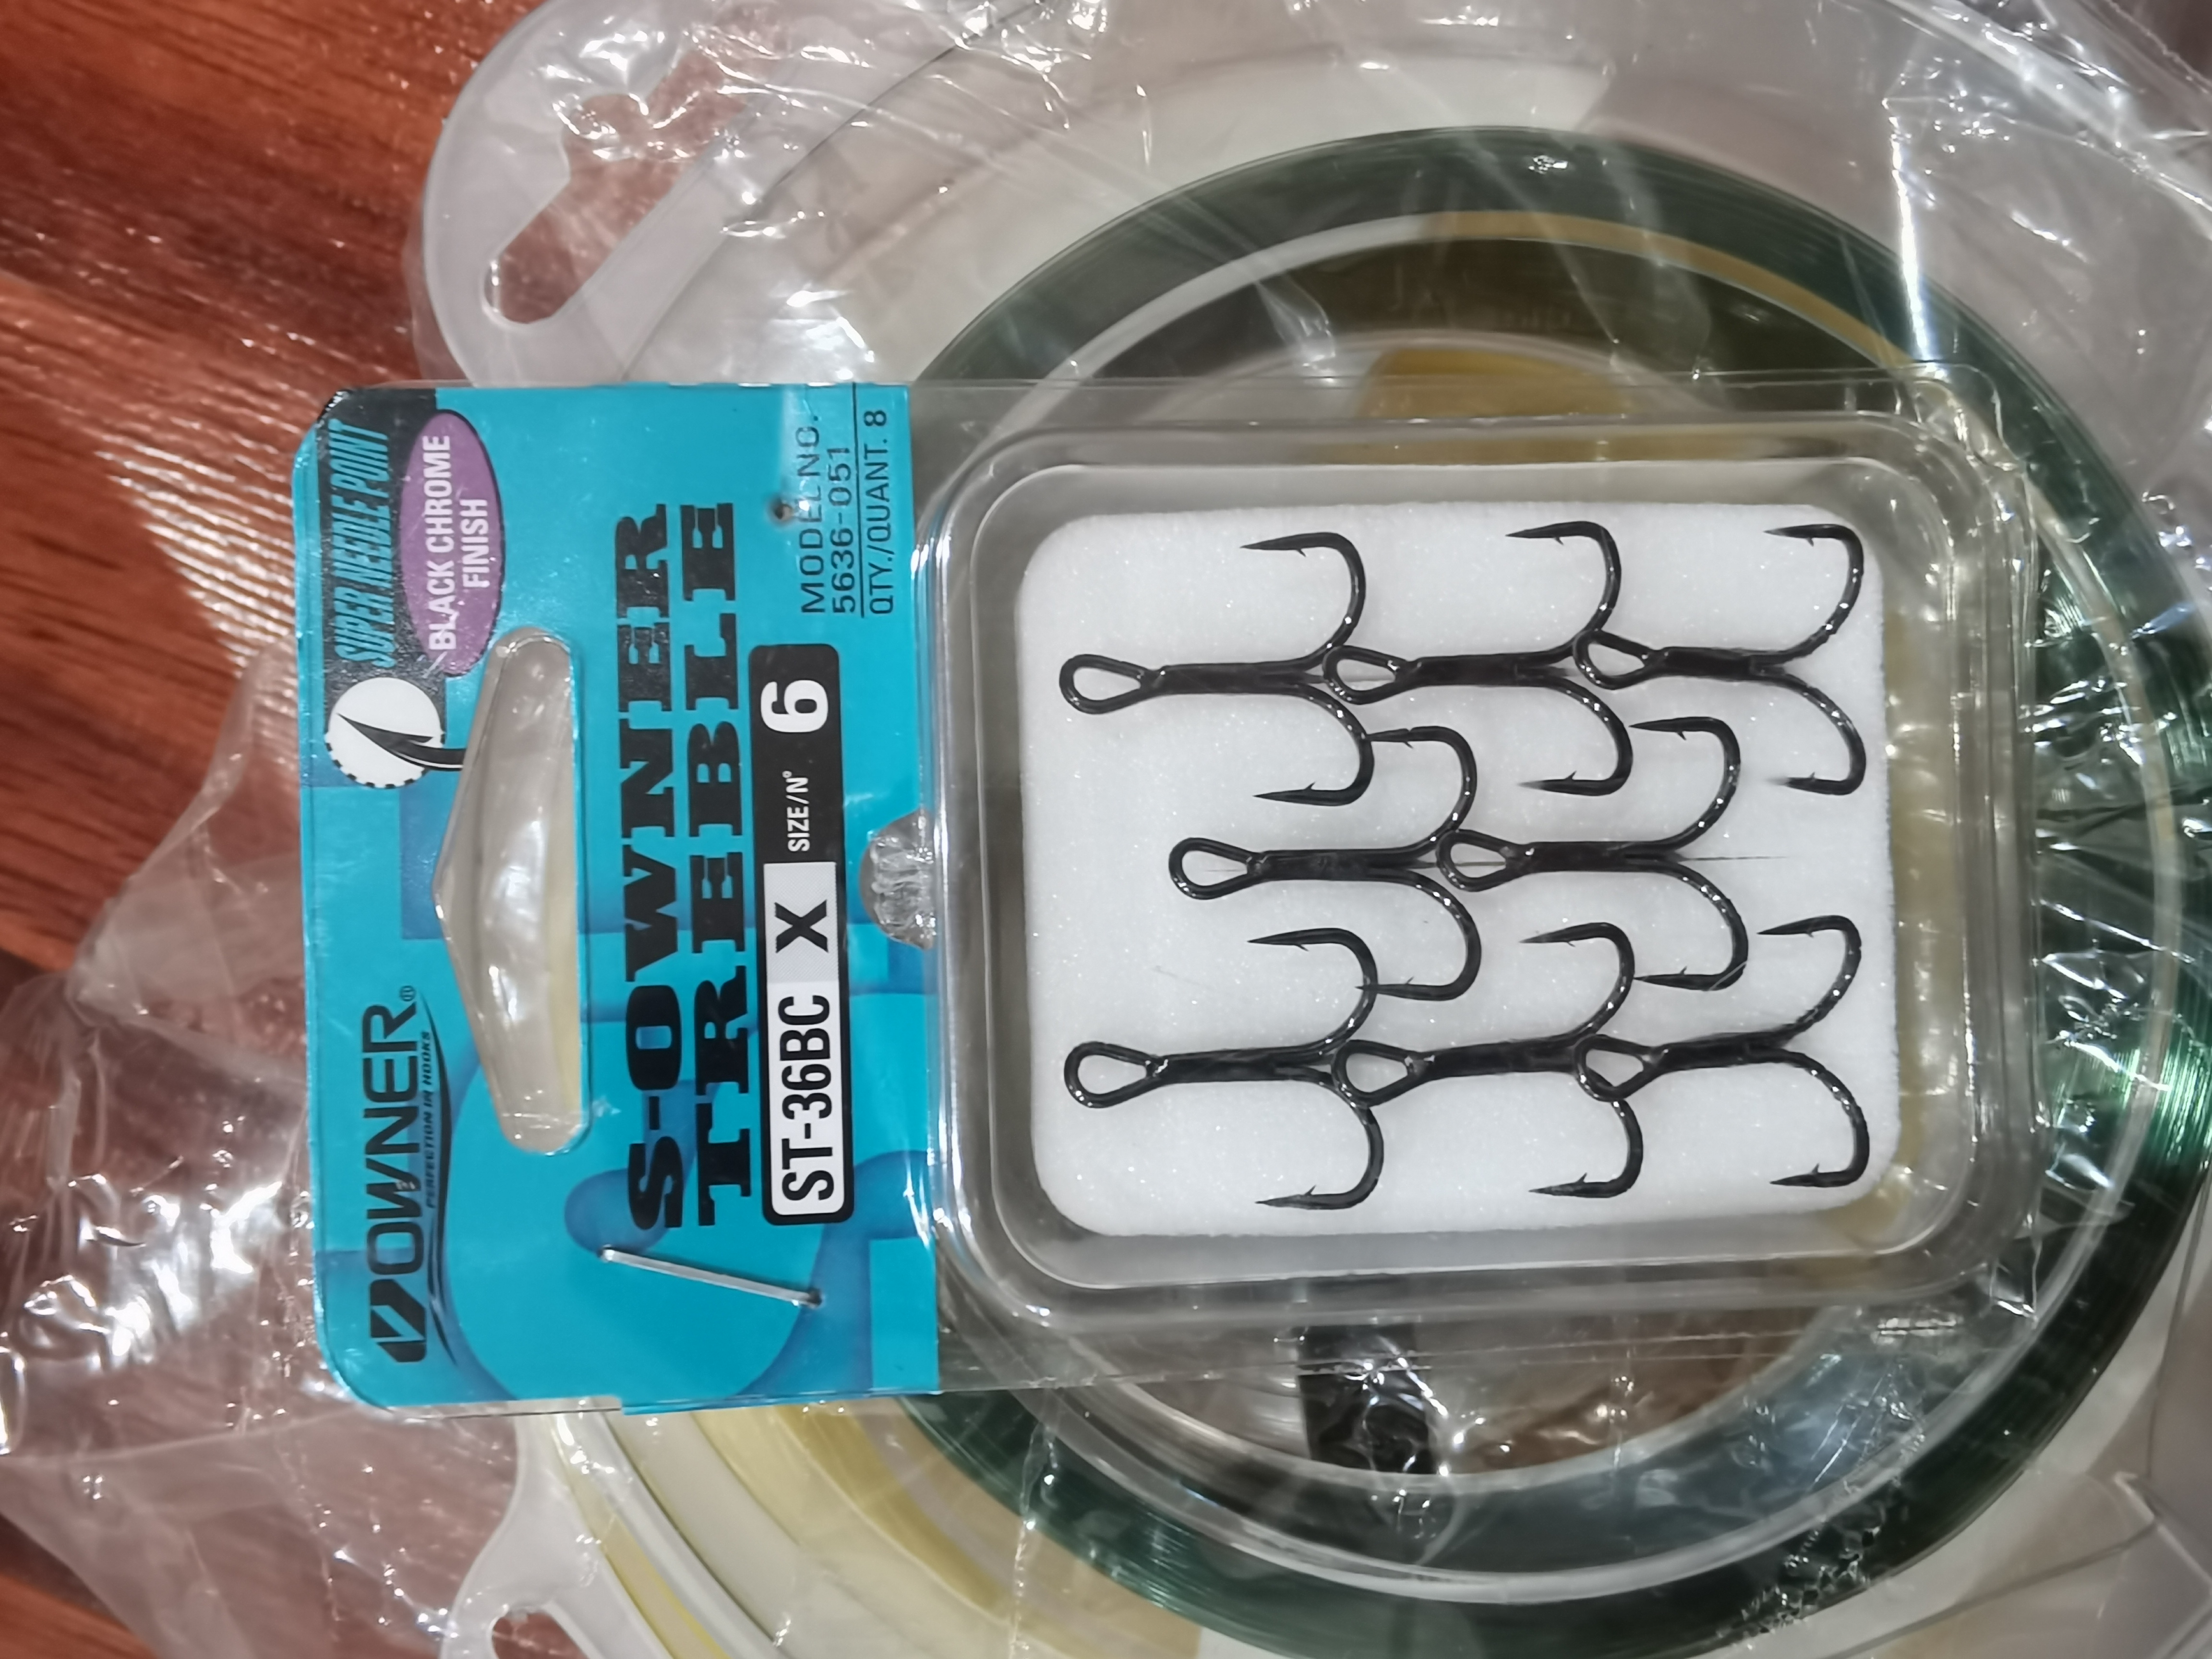 OWNER®
PERFECTION IN HOOKS
SUPER NEEDLE POINT
BLACK CHROME
FINISH
S-OWNER
TREBLE
ST-36BC X SIZE/N° 6
MODEL NO.
5636-051
QTY./QUANT. 8